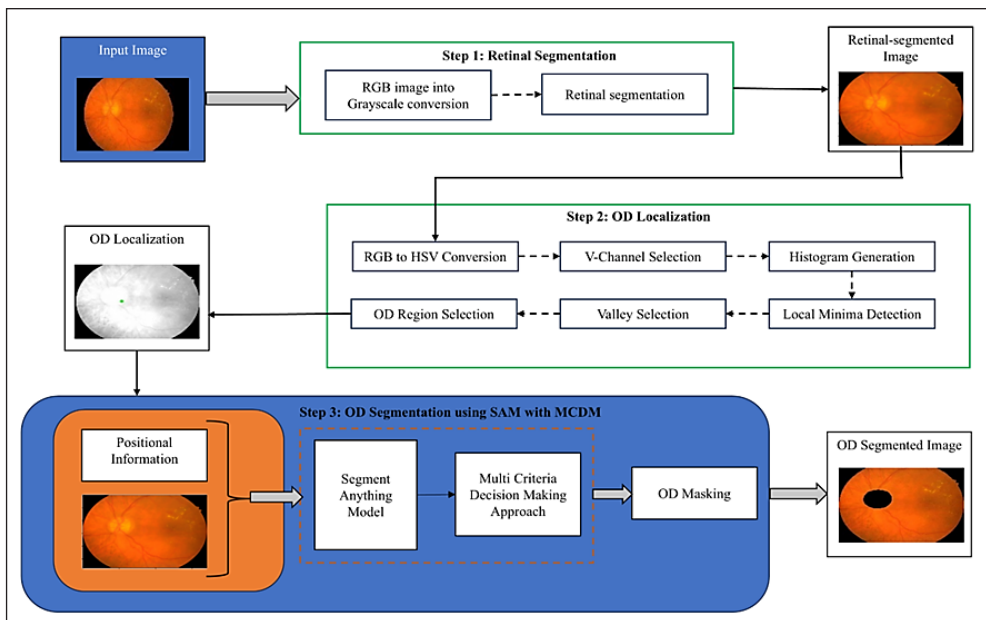 Input Image
Step 1: Retinal Segmentation
RGB image into
Grayscale conversion
Retinal segmentation
Retinal-segmented
Image
Step 2: OD Localization
RGB to HSV Conversion
V-Channel Selection
Histogram Generation
OD Region Selection
Valley Selection
Local Minima Detection
OD Localization
Step 3: OD Segmentation using SAM with MCDM
Positional
Information
Segment
Anything
Model
Multi Criteria
Decision Making
Approach
OD Masking
OD Segmented Image